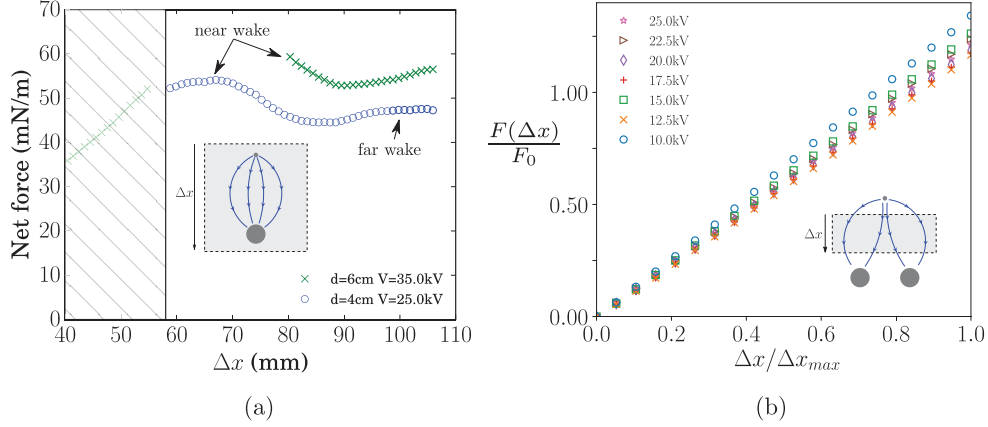 (a)
Net force (mN/m)
70
60
50
40
30
20
10
0
near wake
far wake
Δx
× d=6cm V=35.0kV
○ d=4cm V=25.0kV
40 50 60 70 80 90 100 110
Δx (mm)
F(Δx)
F₀
1.00
0.50
0.00
25.0kV
22.5kV
20.0kV
17.5kV
15.0kV
12.5kV
10.0kV
Δx
0.0 0.2 0.4 0.6 0.8 1.0
Δx/Δxₘₐₓ
(b)